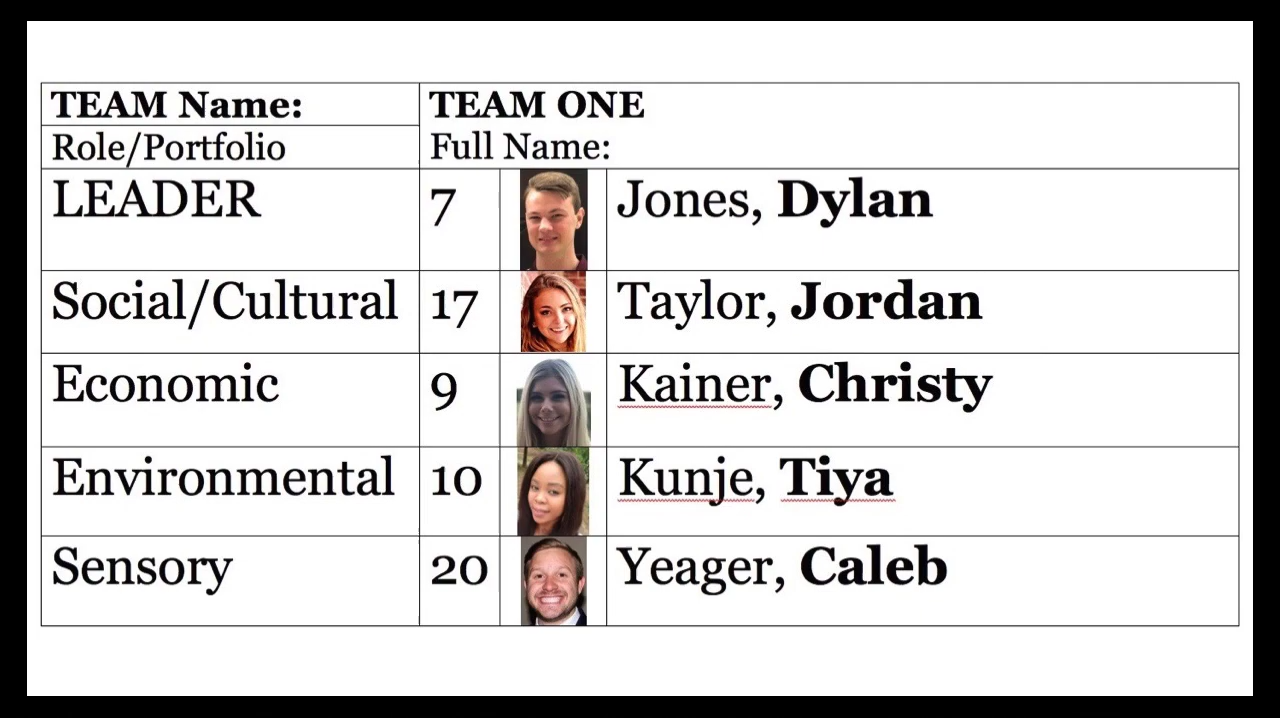 TEAM Name: TEAM ONE
Role/Portfolio Full Name:
LEADER 7 Jones, Dylan
Social/Cultural 17 Taylor, Jordan
Economic 9 Kainer, Christy
Environmental 10 Kunje, Tiya
Sensory 20 Yeager, Caleb